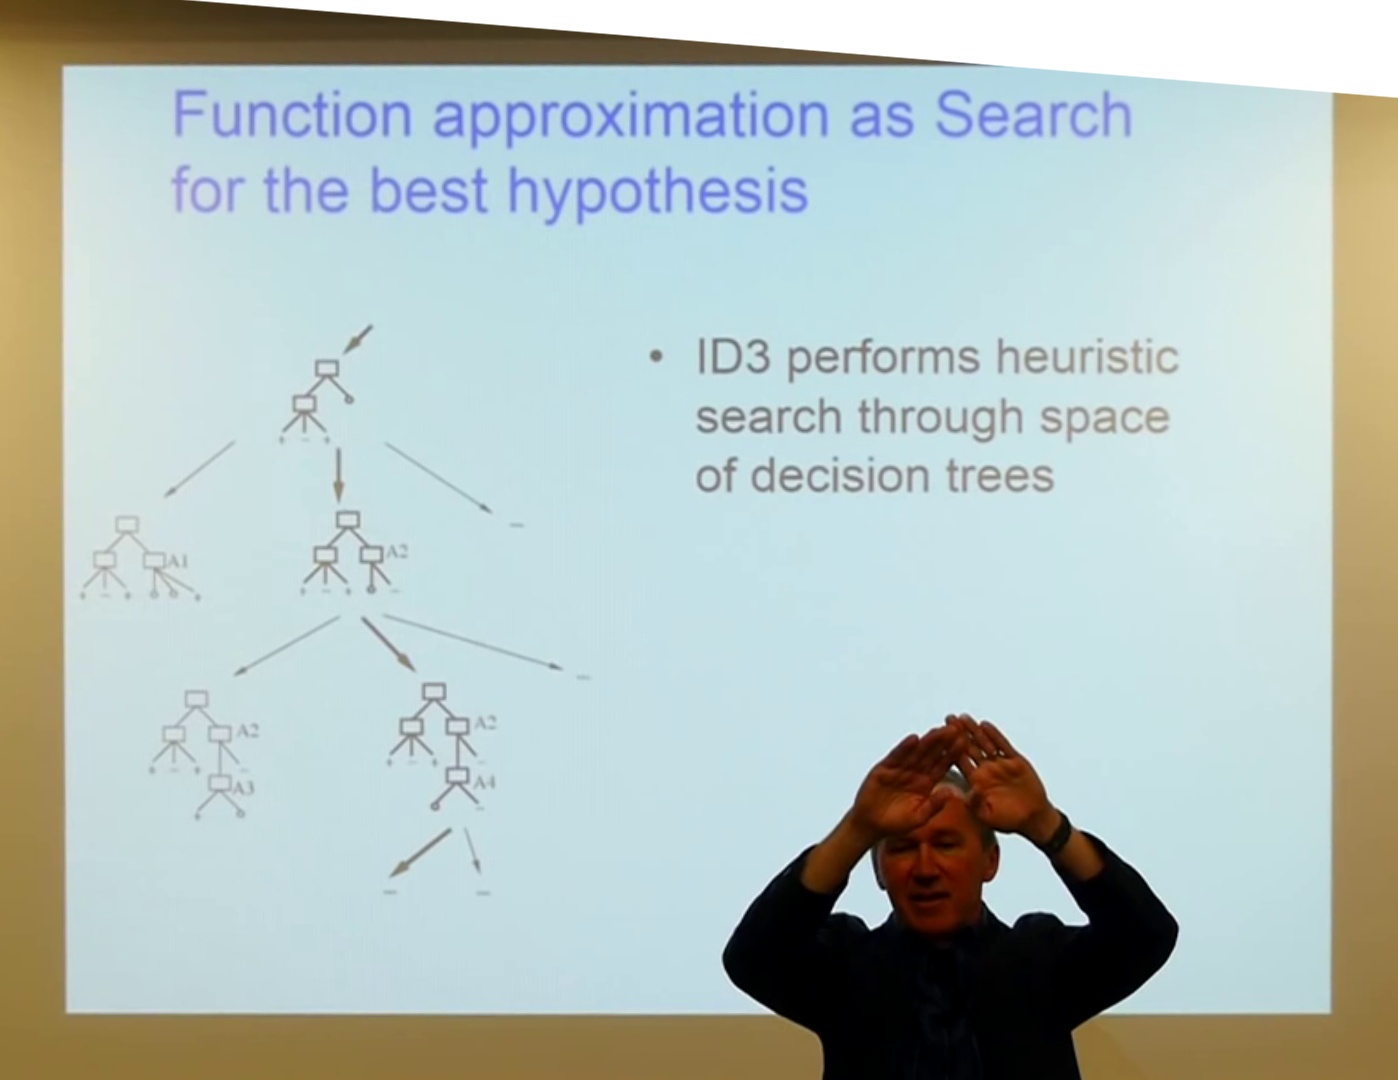 Function approximation as Search
for the best hypothesis
• ID3 performs heuristic
search through space
of decision trees
+ – +
...
A1
+ – + +
A2
+ – + –
...
A2
+ – + –
A3
+
A2
+ – + –
A4
–
...
...